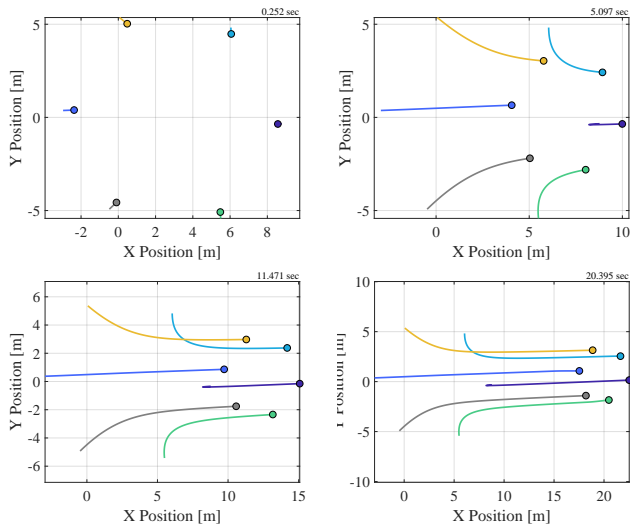 0.252 sec
5
0
-5
-2 0 2 4 6 8
Y Position [m]
X Position [m]
5.097 sec
5
0
-5
0 5 10
Y Position [m]
X Position [m]
11.471 sec
6
4
2
0
-2
-4
-6
0 5 10 15
Y Position [m]
X Position [m]
20.395 sec
10
5
0
-5
-10
0 5 10 15 20
Position [m]
X Position [m]